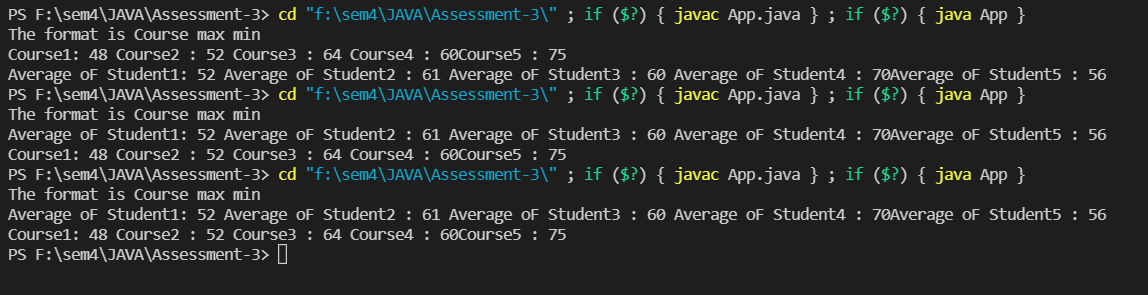 PS F:\sem4\JAVA\Assessment-3> cd "f:\sem4\JAVA\Assessment-3\" ; if ($?) { javac App.java } ; if ($?) { java App }
The format is Course max min
Course1: 48 Course2 : 52 Course3 : 64 Course4 : 60Course5 : 75
Average oF Student1: 52 Average oF Student2 : 61 Average oF Student3 : 60 Average oF Student4 : 70Average oF Student5 : 56
PS F:\sem4\JAVA\Assessment-3> cd "f:\sem4\JAVA\Assessment-3\" ; if ($?) { javac App.java } ; if ($?) { java App }
The format is Course max min
Average oF Student1: 52 Average oF Student2 : 61 Average oF Student3 : 60 Average oF Student4 : 70Average oF Student5 : 56
Course1: 48 Course2 : 52 Course3 : 64 Course4 : 60Course5 : 75
PS F:\sem4\JAVA\Assessment-3> cd "f:\sem4\JAVA\Assessment-3\" ; if ($?) { javac App.java } ; if ($?) { java App }
The format is Course max min
Average oF Student1: 52 Average oF Student2 : 61 Average oF Student3 : 60 Average oF Student4 : 70Average oF Student5 : 56
Course1: 48 Course2 : 52 Course3 : 64 Course4 : 60Course5 : 75
PS F:\sem4\JAVA\Assessment-3>